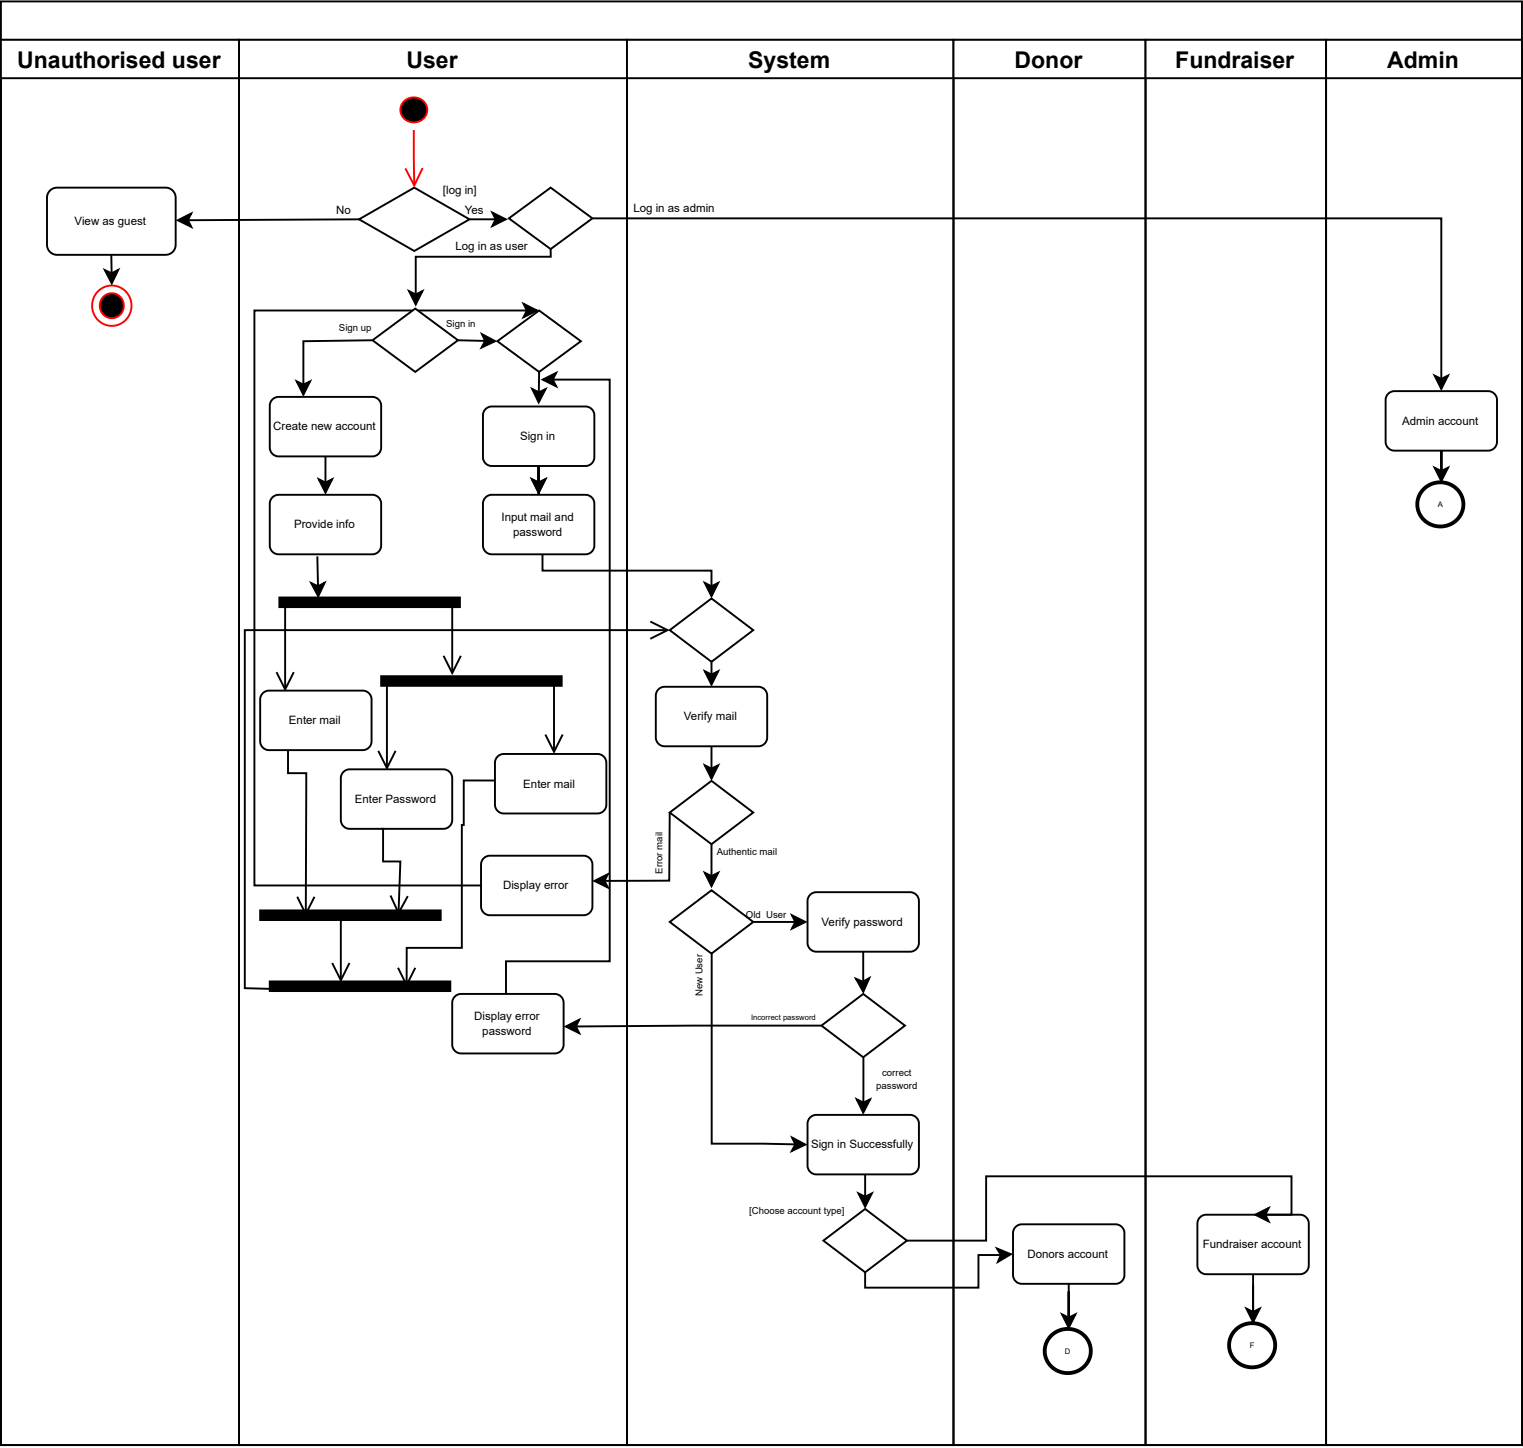 Unauthorised user
User
System
Donor
Fundraiser
Admin
[log in]
No
Yes
Log in as admin
View as guest
Log in as user
Sign up
Sign in
Create new account
Sign in
Admin account
Provide info
Input mail and
password
A
Enter mail
Verify mail
Enter Password
Enter mail
Error mail
Authentic mail
Display error
Old User
Verify password
New User
Display error
password
Incorrect password
correct
password
Sign in Successfully
[Choose account type]
Donors account
Fundraiser account
D
F